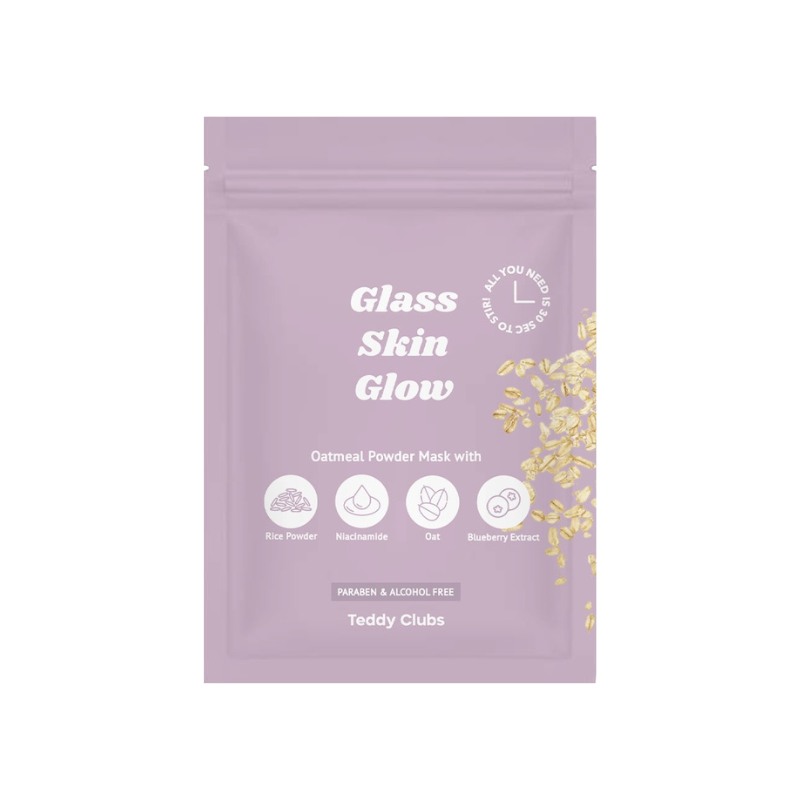 Glass
Skin
Glow
ALL YOU NEED IS 30 SEC TO STIR!
Oatmeal Powder Mask with
Rice Powder
Niacinamide
Oat
Blueberry Extract
PARABEN & ALCOHOL FREE
Teddy Clubs